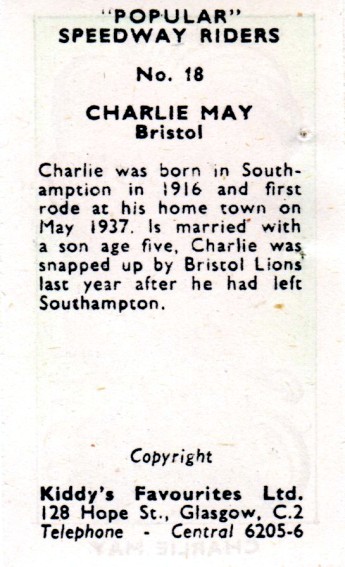 "POPULAR"
SPEEDWAY RIDERS
No. 18
CHARLIE MAY
Bristol
Charlie was born in South-
amption in 1916 and first
rode at his home town on
May 1937. Is married with
a son age five, Charlie was
snapped up by Bristol Lions
last year after he had left
Southampton.
Copyright
Kiddy's Favourites Ltd.
128 Hope St., Glasgow, C.2
Telephone - Central 6205-6
CHARLIE MAY